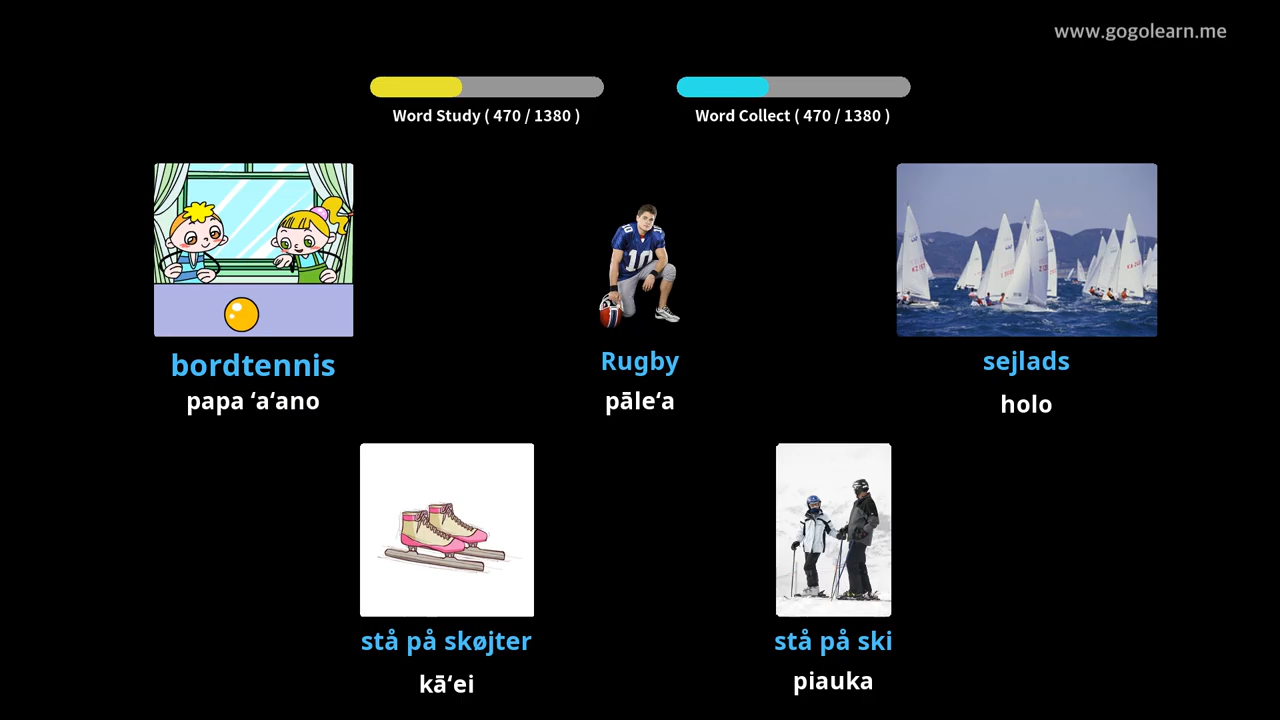 www.gogolearn.me
Word Study ( 470 / 1380 )
Word Collect ( 470 / 1380 )
bordtennis
papa ʻaʻano
Rugby
pāleʻa
sejlads
holo
stå på skøjter
kāʻei
stå på ski
piauka